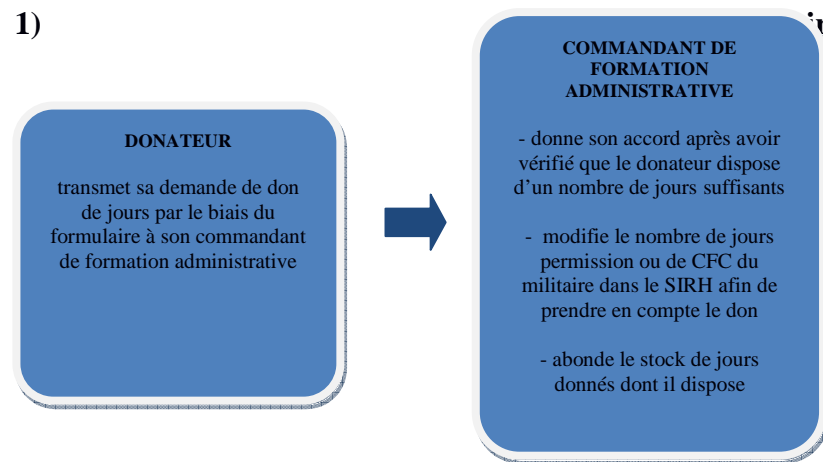 1)
DONATEUR
transmet sa demande de don
de jours par le biais du
formulaire à son commandant
de formation administrative
COMMANDANT DE
FORMATION
ADMINISTRATIVE
- donne son accord après avoir
vérifié que le donateur dispose
d'un nombre de jours suffisants
- modifie le nombre de jours
permission ou de CFC du
militaire dans le SIRH afin de
prendre en compte le don
- abonde le stock de jours
donnés dont il dispose